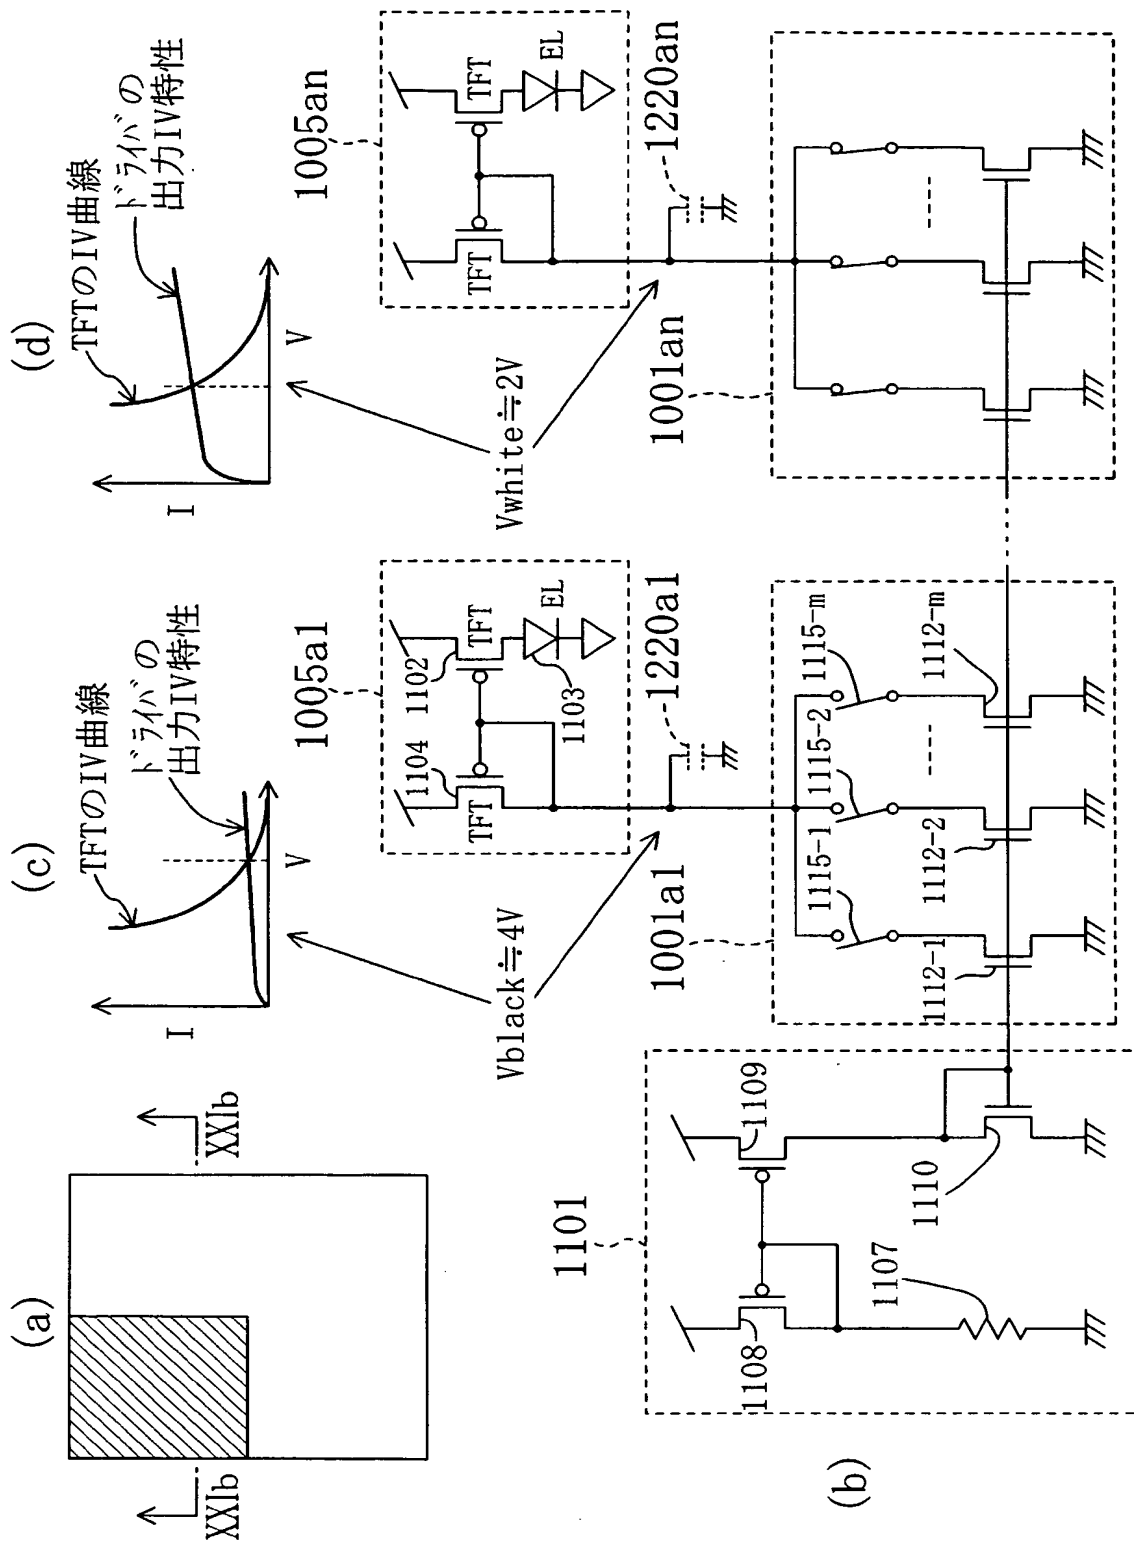 (a)
XXIb
XXIb
(c)
TFTのIV曲線
ドライバの
出力IV特性
I
V
(d)
TFTのIV曲線
ドライバの
出力IV特性
I
V
Vblack≒4V
Vwhite≒2V
(b)
1101
1108
1109
1107
1110
1005a1
1104
TFT
1102
TFT
EL
1103
1220a1
1001a1
1115-1
1115-2
1115-m
1112-1
1112-2
1112-m
1005an
TFT
TFT
EL
1220an
1001an